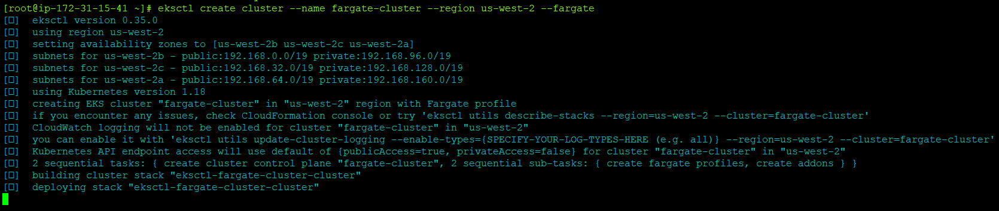 [root@ip-172-31-15-41 ~]# eksctl create cluster --name fargate-cluster --region us-west-2 --fargate
[▯]  eksctl version 0.35.0
[▯]  using region us-west-2
[▯]  setting availability zones to [us-west-2b us-west-2c us-west-2a]
[▯]  subnets for us-west-2b - public:192.168.0.0/19 private:192.168.96.0/19
[▯]  subnets for us-west-2c - public:192.168.32.0/19 private:192.168.128.0/19
[▯]  subnets for us-west-2a - public:192.168.64.0/19 private:192.168.160.0/19
[▯]  using Kubernetes version 1.18
[▯]  creating EKS cluster "fargate-cluster" in "us-west-2" region with Fargate profile
[▯]  if you encounter any issues, check CloudFormation console or try 'eksctl utils describe-stacks --region=us-west-2 --cluster=fargate-cluster'
[▯]  CloudWatch logging will not be enabled for cluster "fargate-cluster" in "us-west-2"
[▯]  you can enable it with 'eksctl utils update-cluster-logging --enable-types={SPECIFY-YOUR-LOG-TYPES-HERE (e.g. all)} --region=us-west-2 --cluster=fargate-cluster'
[▯]  Kubernetes API endpoint access will use default of {publicAccess=true, privateAccess=false} for cluster "fargate-cluster" in "us-west-2"
[▯]  2 sequential tasks: { create cluster control plane "fargate-cluster", 2 sequential sub-tasks: { create fargate profiles, create addons } }
[▯]  building cluster stack "eksctl-fargate-cluster-cluster"
[▯]  deploying stack "eksctl-fargate-cluster-cluster"